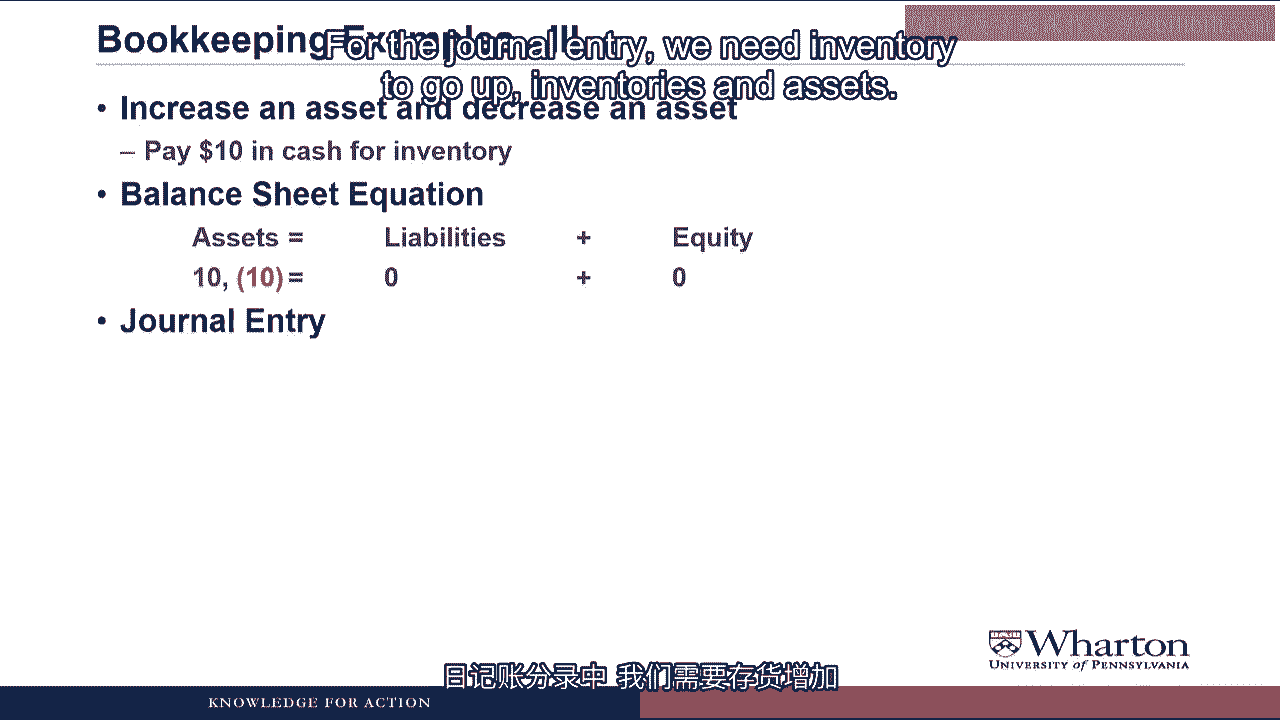 Bookkeeping Examples III
For the journal entry, we need inventory
to go up, inventories and assets.
• Increase an asset and decrease an asset
– Pay $10 in cash for inventory
• Balance Sheet Equation
Assets = Liabilities + Equity
10, (10) = 0 + 0
• Journal Entry
Wharton
UNIVERSITY of PENNSYLVANIA
日记账分录中 我们需要存货增加
KNOWLEDGE FOR ACTION